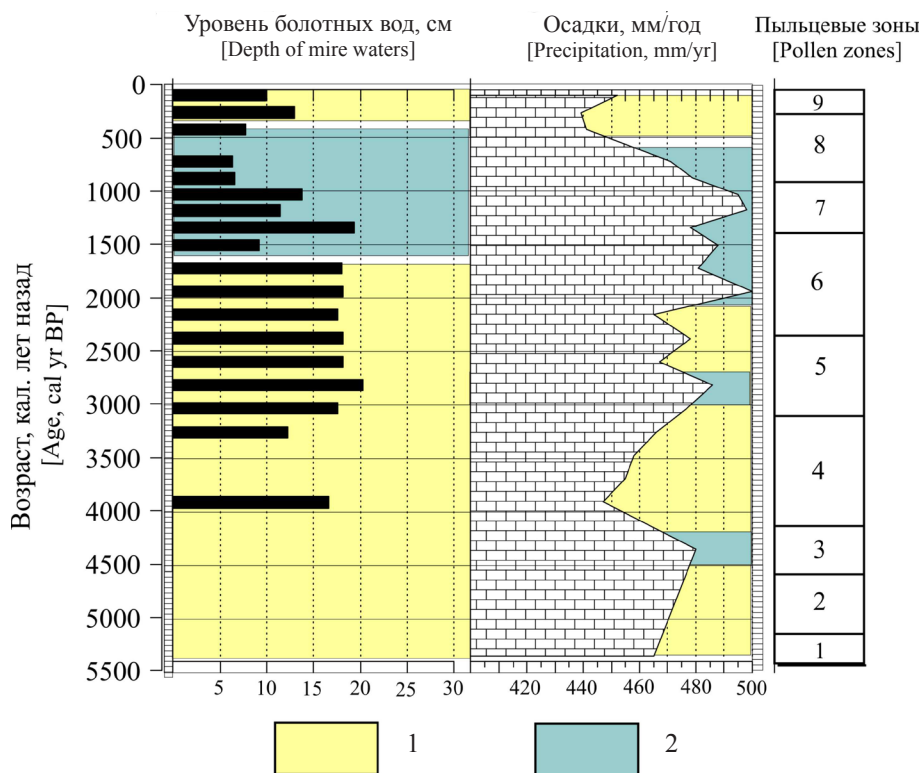 Уровень болотных вод, см
[Depth of mire waters]
Осадки, мм/год
[Precipitation, mm/yr]
Пыльцевые зоны
[Pollen zones]
Возраст, кал. лет назад
[Age, cal yr BP]
0
500
1000
1500
2000
2500
3000
3500
4000
4500
5000
5500
5 10 15 20 25 30
420 440 460 480 500
9
8
7
6
5
4
3
2
1
1
2